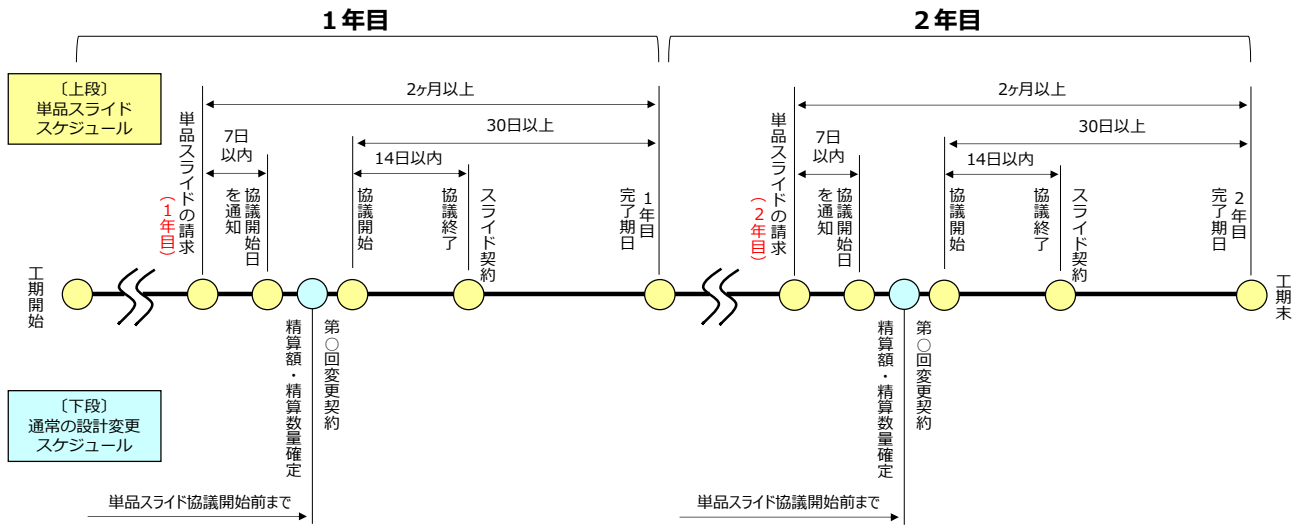 1年目
2年目
〔上段〕
単品スライド
スケジュール
2ヶ月以上
30日以上
7日
以内
14日以内
単品スライドの請求
(1年目)
協議開始日
を通知
協議開始
協議終了
スライド契約
1年目
完了期日
2ヶ月以上
30日以上
7日
以内
14日以内
単品スライドの請求
(2年目)
協議開始日
を通知
協議開始
協議終了
スライド契約
2年目
完了期日
工期開始
工期末
第○回変更契約
精算額・精算数量確定
第○回変更契約
精算額・精算数量確定
〔下段〕
通常の設計変更
スケジュール
単品スライド協議開始前まで
単品スライド協議開始前まで